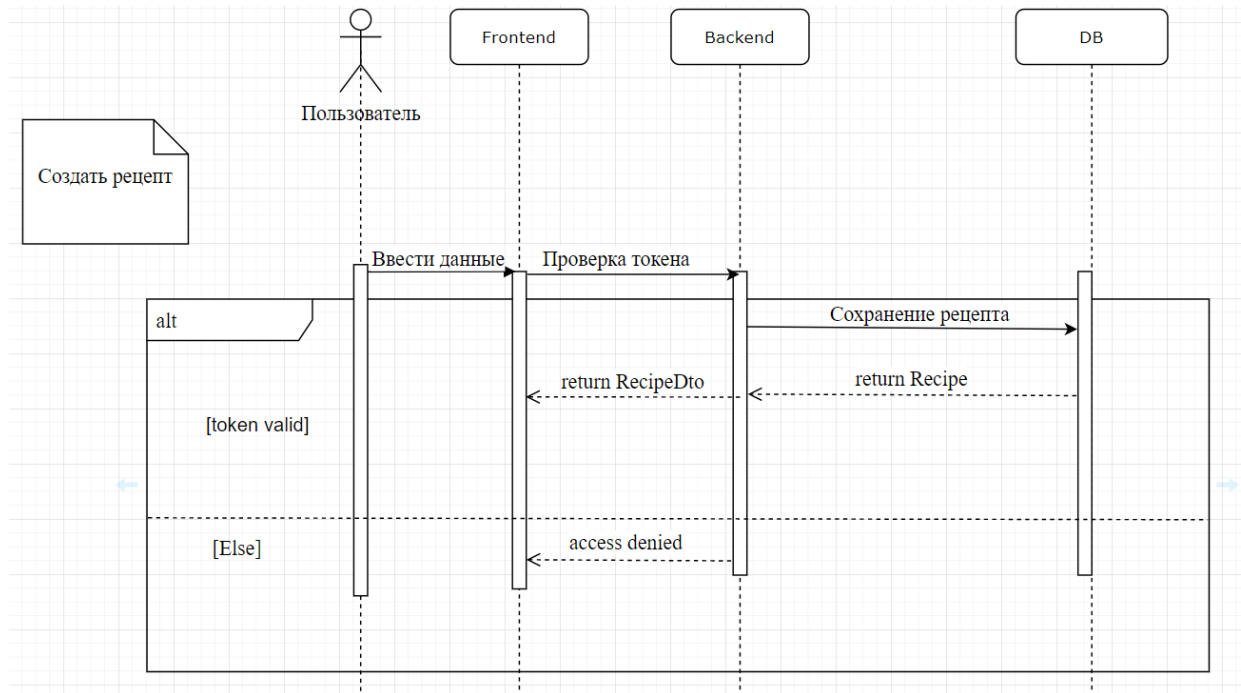 Frontend
Backend
DB
Пользователь
Создать рецепт
Ввести данные
Проверка токена
alt
Сохранение рецепта
return RecipeDto
return Recipe
[token valid]
[Else]
access denied